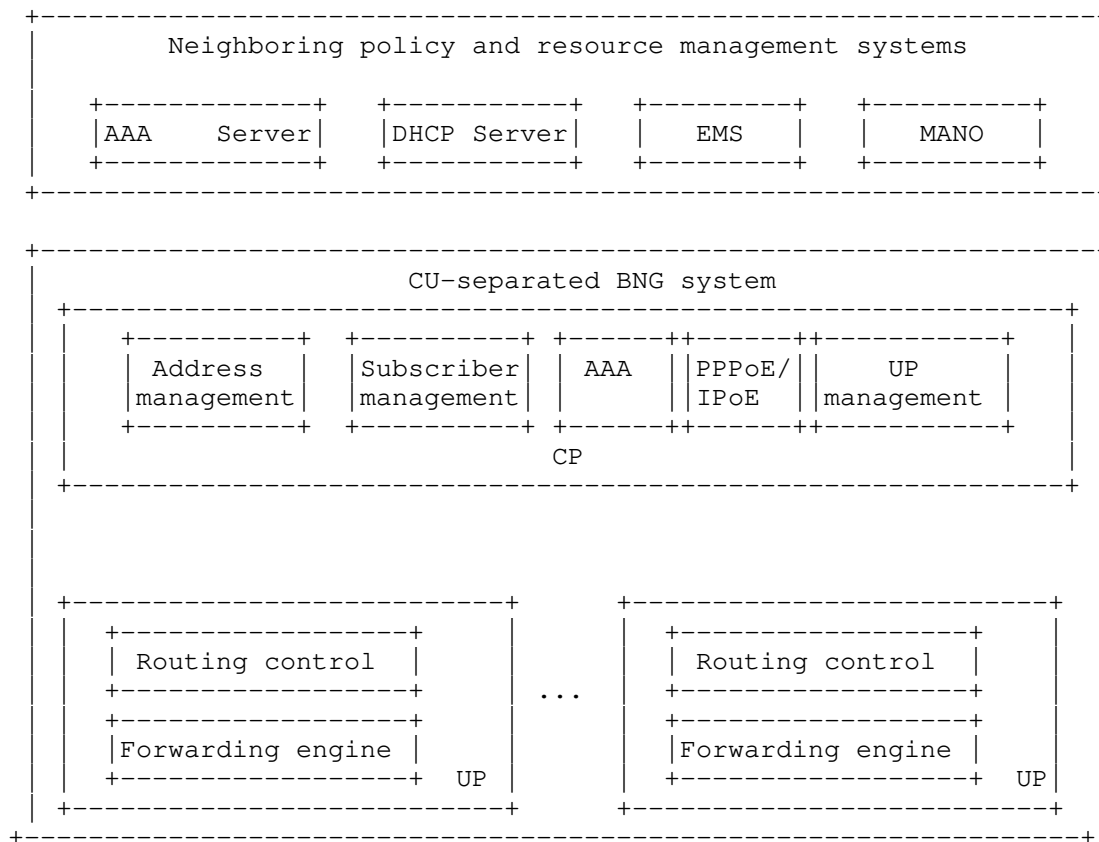 Neighboring policy and resource management systems
AAA Server DHCP Server EMS MANO
CU-separated BNG system
Address Subscriber AAA PPPoE/ UP
management management IPoE management
CP
Routing control Routing control
...
Forwarding engine Forwarding engine
UP UP